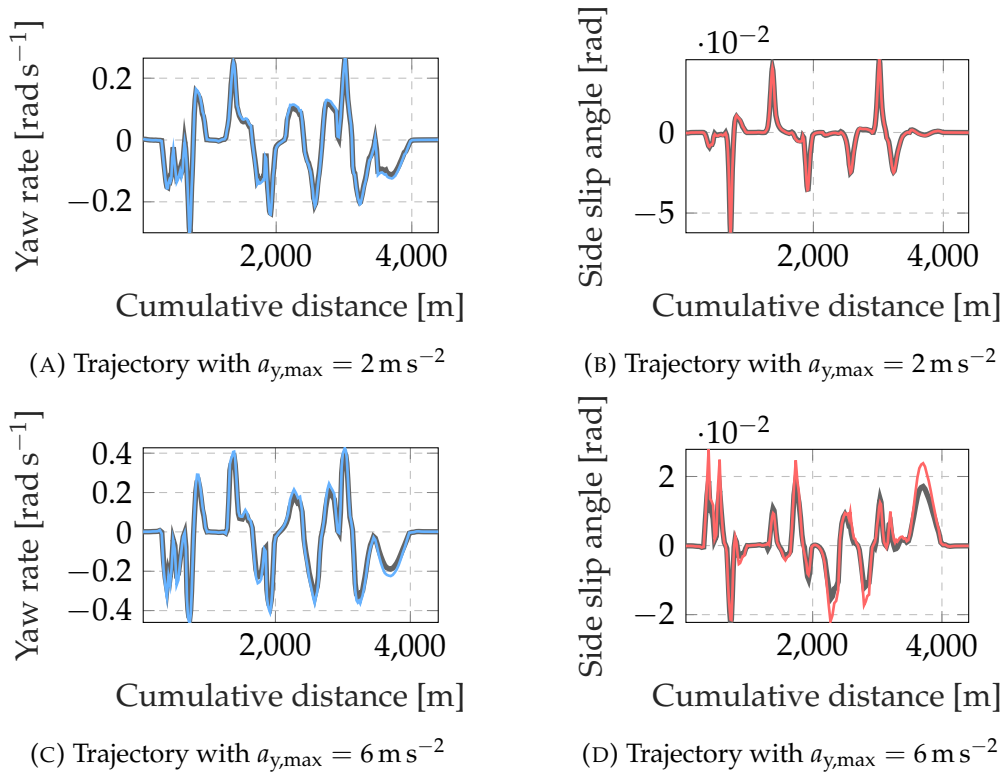 Yaw rate [rad s⁻¹]
0.2
0
−0.2
2,000 4,000
Cumulative distance [m]
(A) Trajectory with a_y,max = 2 m s⁻²
Side slip angle [rad]
·10⁻²
0
−5
2,000 4,000
Cumulative distance [m]
(B) Trajectory with a_y,max = 2 m s⁻²
Yaw rate [rad s⁻¹]
0.4
0.2
0
−0.2
−0.4
2,000 4,000
Cumulative distance [m]
(C) Trajectory with a_y,max = 6 m s⁻²
Side slip angle [rad]
·10⁻²
2
0
−2
2,000 4,000
Cumulative distance [m]
(D) Trajectory with a_y,max = 6 m s⁻²